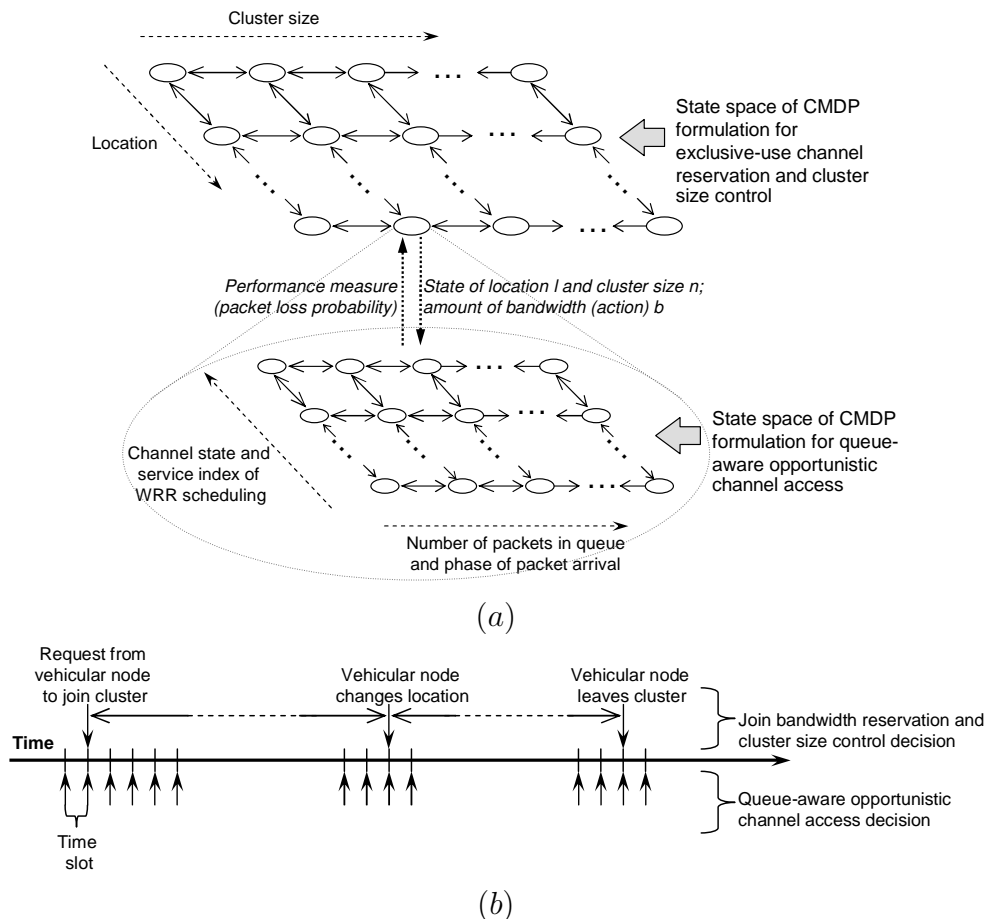 Cluster size
Location
State space of CMDP
formulation for
exclusive-use channel
reservation and cluster
size control
Performance measure
(packet loss probability)
State of location l and cluster size n;
amount of bandwidth (action) b
Channel state and
service index of
WRR scheduling
State space of CMDP
formulation for queue-
aware opportunistic
channel access
Number of packets in queue
and phase of packet arrival
(a)
Request from
vehicular node
to join cluster
Vehicular node
changes location
Vehicular node
leaves cluster
Join bandwidth reservation and
cluster size control decision
Time
Queue-aware opportunistic
channel access decision
Time
slot
(b)